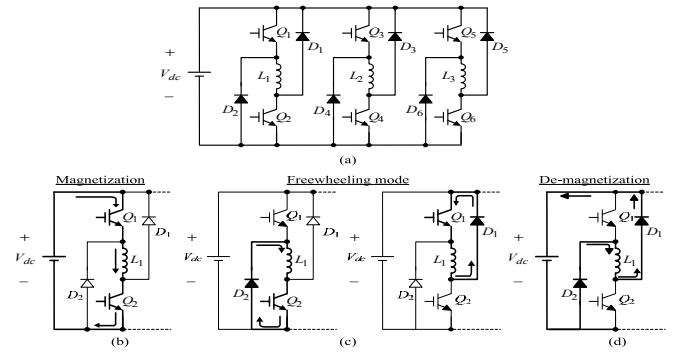 +
V_dc
−
Q1
D1
L1
D2
Q2
Q3
D3
L2
D4
Q4
Q5
D5
L3
D6
Q6
(a)
Magnetization
Freewheeling mode
De-magnetization
+
V_dc
−
Q1
D1
L1
D2
Q2
(b)
+
V_dc
−
Q1
D1
L1
D2
Q2
+
V_dc
−
Q1
D1
L1
D2
Q2
(c)
+
V_dc
−
Q1
D1
L1
D2
Q2
(d)